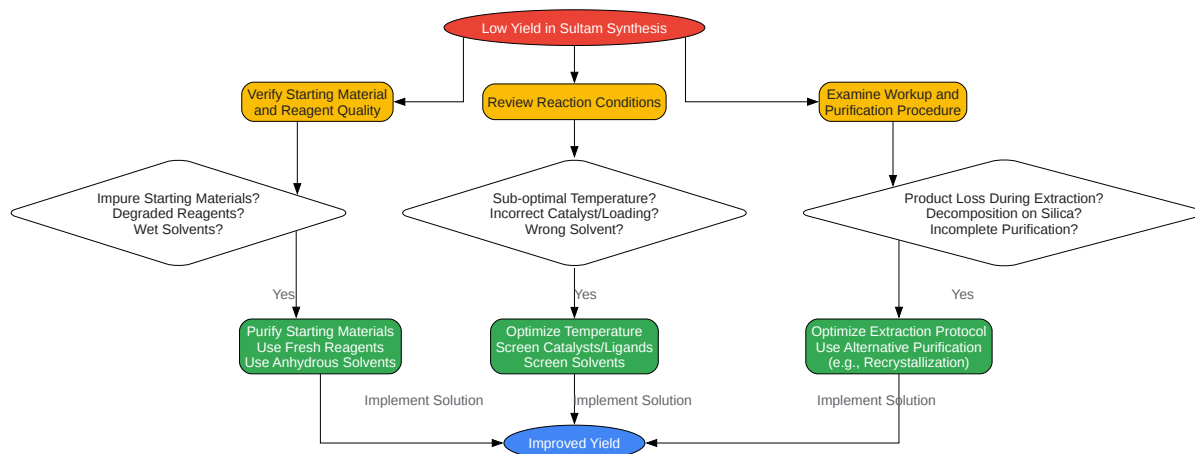 Low Yield in Sultam Synthesis
Verify Starting Material
and Reagent Quality
Review Reaction Conditions
Examine Workup and
Purification Procedure
Impure Starting Materials?
Degraded Reagents?
Wet Solvents?
Sub-optimal Temperature?
Incorrect Catalyst/Loading?
Wrong Solvent?
Product Loss During Extraction?
Decomposition on Silica?
Incomplete Purification?
Yes
Yes
Yes
Purify Starting Materials
Use Fresh Reagents
Use Anhydrous Solvents
Optimize Temperature
Screen Catalysts/Ligands
Screen Solvents
Optimize Extraction Protocol
Use Alternative Purification
(e.g., Recrystallization)
Implement Solution
Implement Solution
Implement Solution
Improved Yield